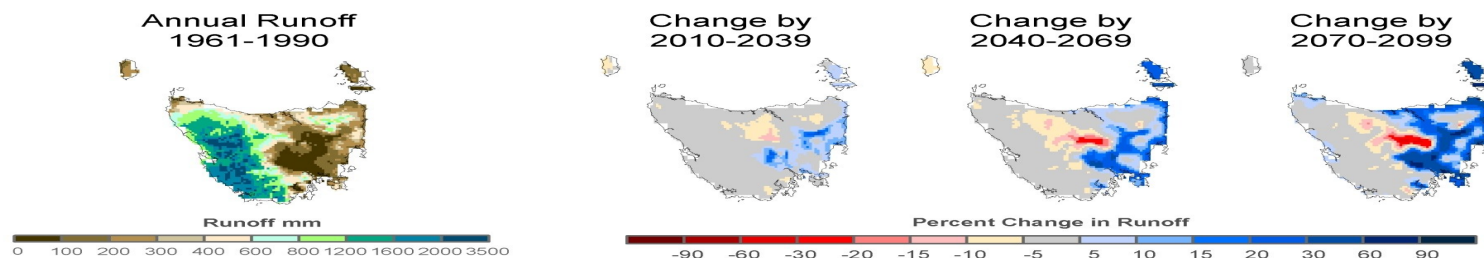 Annual Runoff
1961-1990
Change by
2010-2039
Change by
2040-2069
Change by
2070-2099
Runoff mm
0 100 200 300 400 600 800 1200 1600 2000 3500
Percent Change in Runoff
-90 -60 -30 -20 -15 -10 -5 5 10 15 20 30 60 90